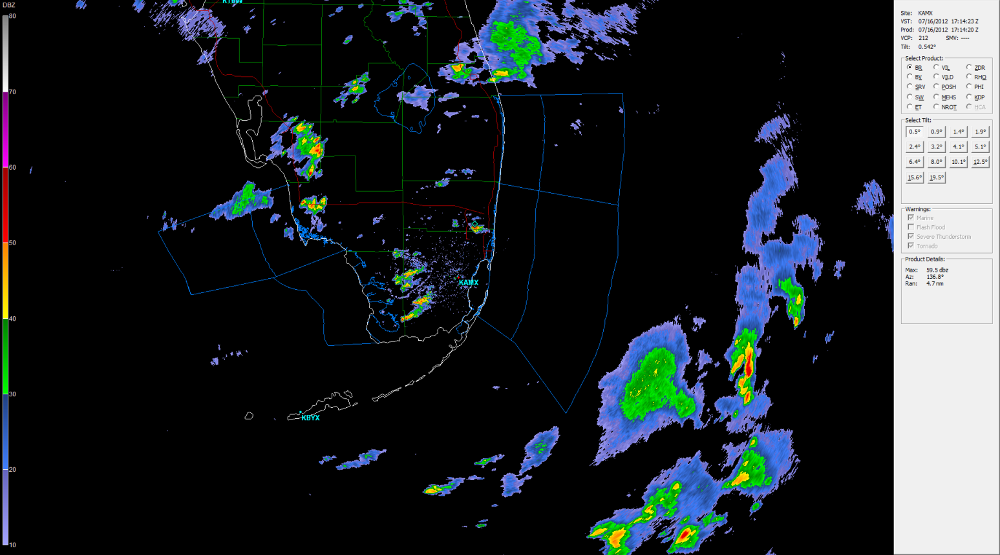 DBZ
80
70
60
50
40
30
20
10
KTBW
KAMX
KBYX
Site: KAMX
VST: 07/16/2012 17:14:23 Z
Prod: 07/16/2012 17:14:20 Z
VCP: 212 SMV: ----
Tilt: 0.542°
Select Product:
BR VIL ZDR
BV VILD RHO
SRV POSH PHI
SW MEHS KDP
ET NROT HCA
Select Tilt:
0.5° 0.9° 1.4° 1.9°
2.4° 3.2° 4.1° 5.1°
6.4° 8.0° 10.1° 12.5°
15.6° 19.5°
Warnings:
Marine
Flash Flood
Severe Thunderstorm
Tornado
Product Details:
Max: 59.5 dbz
Az: 136.8°
Ran: 4.7 nm